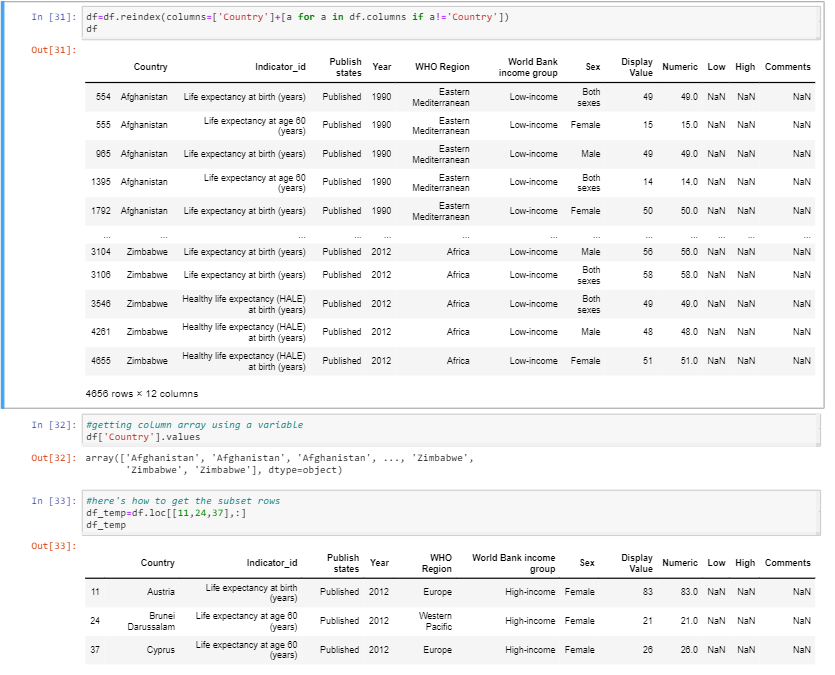 In [31]: df=df.reindex(columns=['Country']+[a for a in df.columns if a!='Country'])
df
Out[31]:
Country Indicator_id Publish states Year WHO Region World Bank income group Sex Display Value Numeric Low High Comments
554 Afghanistan Life expectancy at birth (years) Published 1990 Eastern Mediterranean Low-income Both sexes 49 49.0 NaN NaN NaN
555 Afghanistan Life expectancy at age 60 (years) Published 1990 Eastern Mediterranean Low-income Female 15 15.0 NaN NaN NaN
965 Afghanistan Life expectancy at birth (years) Published 1990 Eastern Mediterranean Low-income Male 49 49.0 NaN NaN NaN
1395 Afghanistan Life expectancy at age 60 (years) Published 1990 Eastern Mediterranean Low-income Both sexes 14 14.0 NaN NaN NaN
1792 Afghanistan Life expectancy at birth (years) Published 1990 Eastern Mediterranean Low-income Female 50 50.0 NaN NaN NaN
... ... ... ... ... ... ... ... ... ... ... ... ...
3104 Zimbabwe Life expectancy at birth (years) Published 2012 Africa Low-income Male 56 56.0 NaN NaN NaN
3106 Zimbabwe Life expectancy at birth (years) Published 2012 Africa Low-income Both sexes 58 58.0 NaN NaN NaN
3546 Zimbabwe Healthy life expectancy (HALE) at birth (years) Published 2012 Africa Low-income Both sexes 49 49.0 NaN NaN NaN
4261 Zimbabwe Healthy life expectancy (HALE) at birth (years) Published 2012 Africa Low-income Male 48 48.0 NaN NaN NaN
4655 Zimbabwe Healthy life expectancy (HALE) at birth (years) Published 2012 Africa Low-income Female 51 51.0 NaN NaN NaN
4656 rows × 12 columns
In [32]: #getting column array using a variable
df['Country'].values
Out[32]: array(['Afghanistan', 'Afghanistan', 'Afghanistan', ..., 'Zimbabwe',
'Zimbabwe', 'Zimbabwe'], dtype=object)
In [33]: #here's how to get the subset rows
df_temp=df.loc[[11,24,37],:]
df_temp
Out[33]:
Country Indicator_id Publish states Year WHO Region World Bank income group Sex Display Value Numeric Low High Comments
11 Austria Life expectancy at birth (years) Published 2012 Europe High-income Female 83 83.0 NaN NaN NaN
24 Brunei Darussalam Life expectancy at age 60 (years) Published 2012 Western Pacific High-income Female 21 21.0 NaN NaN NaN
37 Cyprus Life expectancy at age 60 (years) Published 2012 Europe High-income Female 26 26.0 NaN NaN NaN